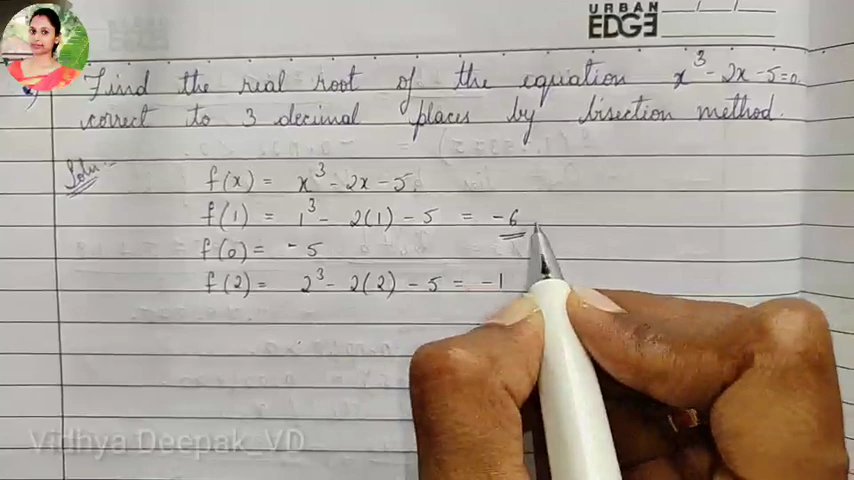 URBAN
EDGE
Find the real root of the equation x³ - 2x - 5 = 0
correct to 3 decimal places by bisection method.
Soln:-
f(x) = x³ - 2x - 5
f(1) = 1³ - 2(1) - 5 = -6
f(0) = -5
f(2) = 2³ - 2(2) - 5 = -1
Vidhya Deepak_VD